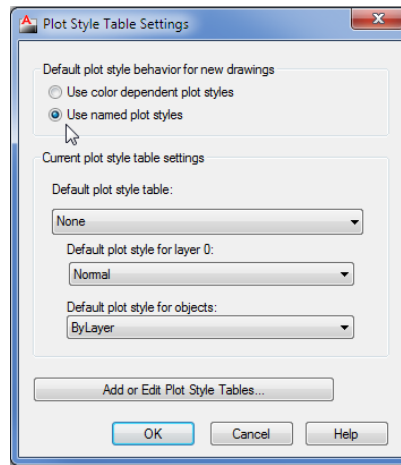 Plot Style Table Settings
Default plot style behavior for new drawings
Use color dependent plot styles
Use named plot styles
Current plot style table settings
Default plot style table:
None
Default plot style for layer 0:
Normal
Default plot style for objects:
ByLayer
Add or Edit Plot Style Tables...
OK Cancel Help